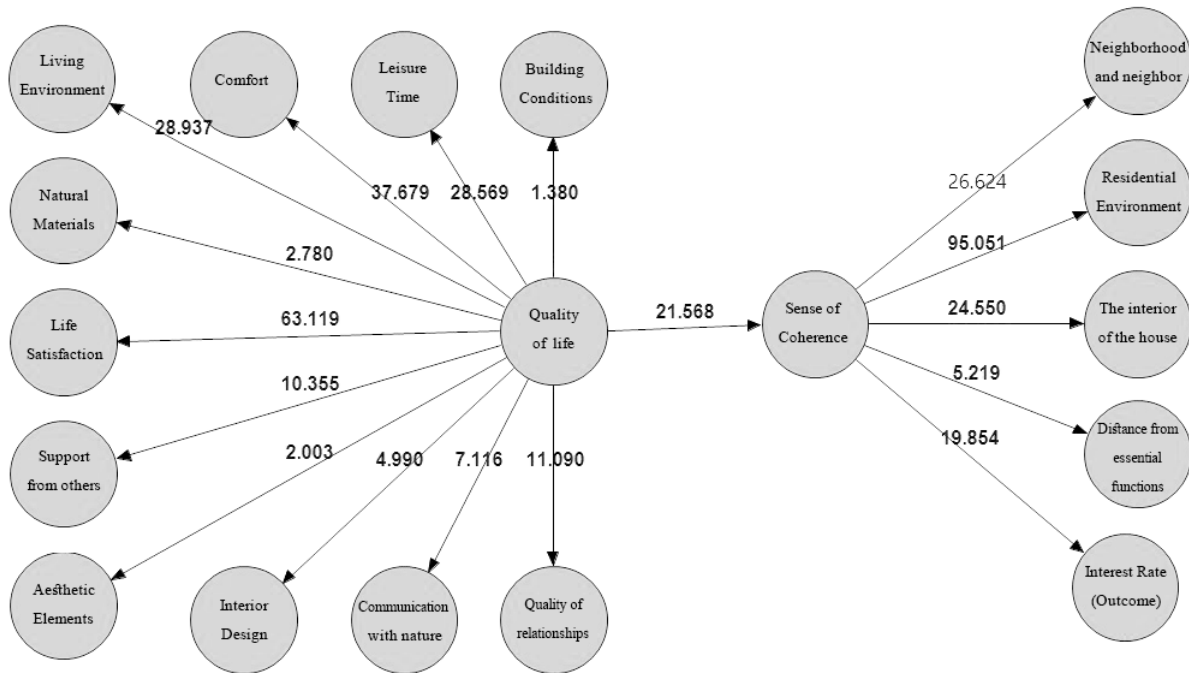 Living
Environment
Comfort
Leisure
Time
Building
Conditions
Neighborhood
and neighbor
28.937
37.679
28.569
1.380
26.624
Natural
Materials
Residential
Environment
2.780
95.051
Life
Satisfaction
63.119
Quality
of life
21.568
Sense of
Coherence
24.550
The interior
of the house
10.355
5.219
Support
from others
2.003
4.990
7.116
11.090
19.854
Distance from
essential
functions
Aesthetic
Elements
Interior
Design
Communication
with nature
Quality of
relationships
Interest Rate
(Outcome)